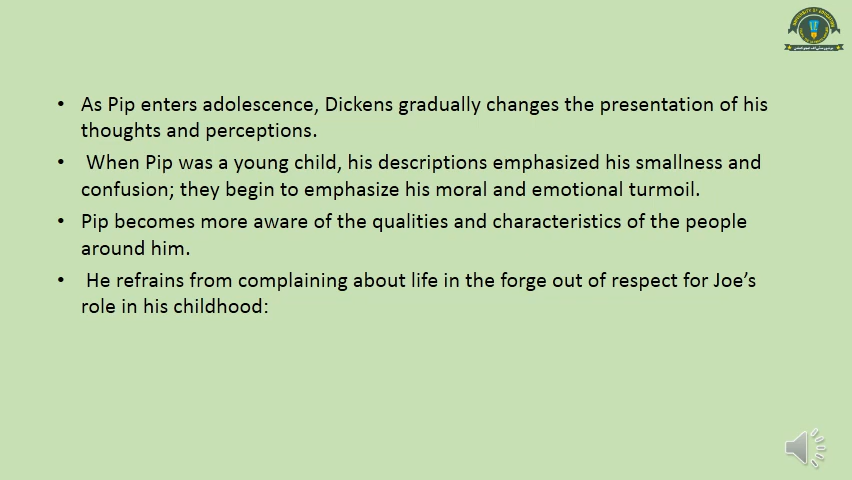 • As Pip enters adolescence, Dickens gradually changes the presentation of his
thoughts and perceptions.
• When Pip was a young child, his descriptions emphasized his smallness and
confusion; they begin to emphasize his moral and emotional turmoil.
• Pip becomes more aware of the qualities and characteristics of the people
around him.
• He refrains from complaining about life in the forge out of respect for Joe’s
role in his childhood: